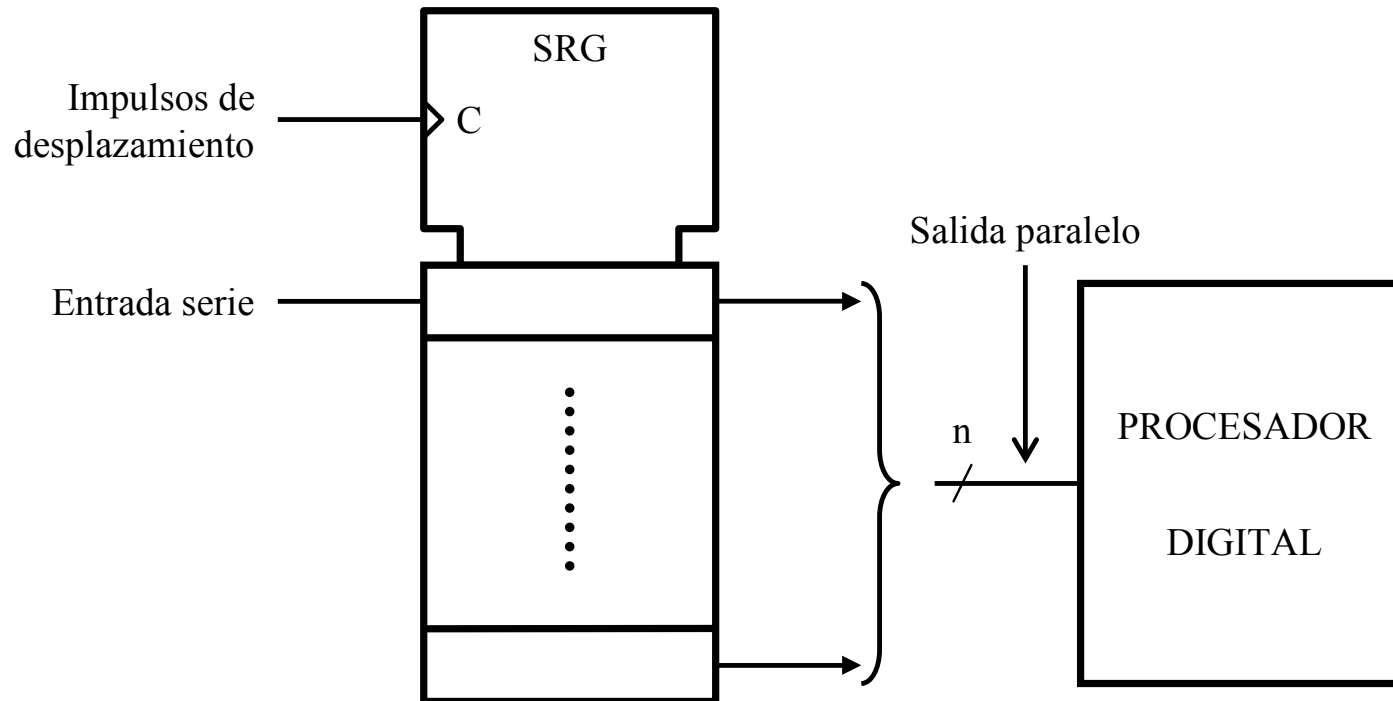 SRG
Impulsos de
desplazamiento
C
Salida paralelo
Entrada serie
n
PROCESADOR
DIGITAL